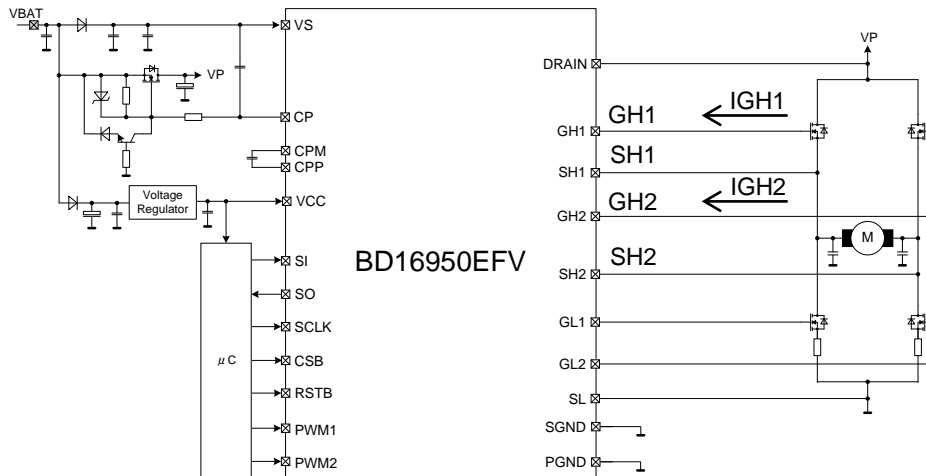 VBAT
VS
VP
CP
CPM
CPP
Voltage
Regulator
VCC
SI
SO
SCLK
μC
CSB
RSTB
PWM1
PWM2
BD16950EFV
VP
DRAIN
GH1
IGH1
GH1
SH1
SH1
GH2
IGH2
GH2
M
SH2
SH2
GL1
GL2
SL
SGND
PGND